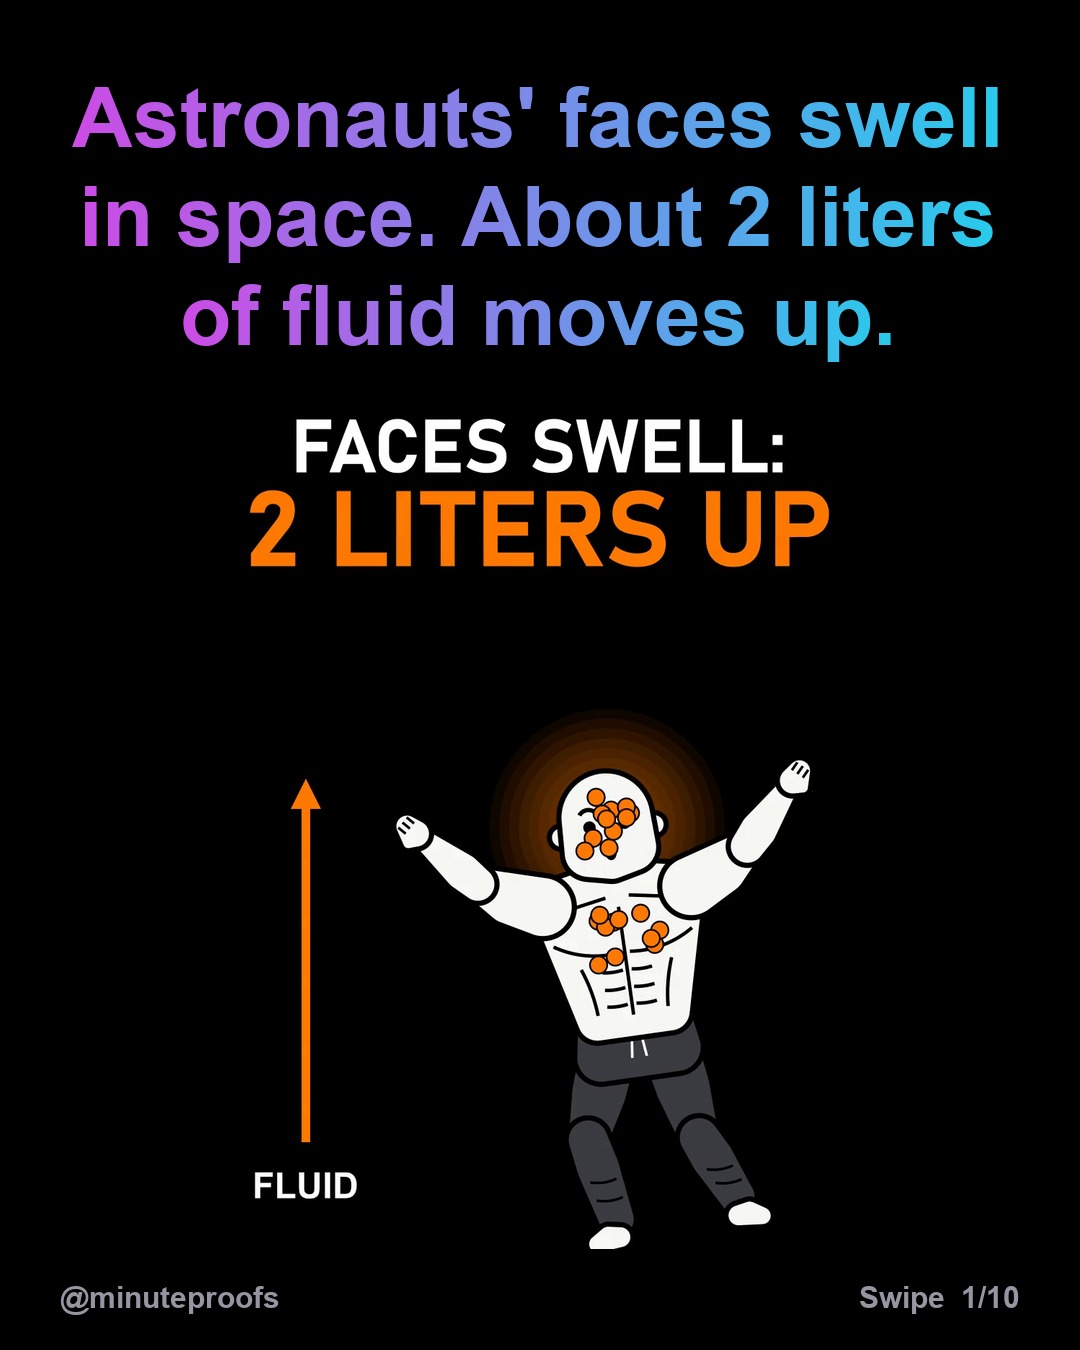 Astronauts' faces swell
in space. About 2 liters
of fluid moves up.
FACES SWELL:
2 LITERS UP
FLUID
@minuteproofs
Swipe 1/10